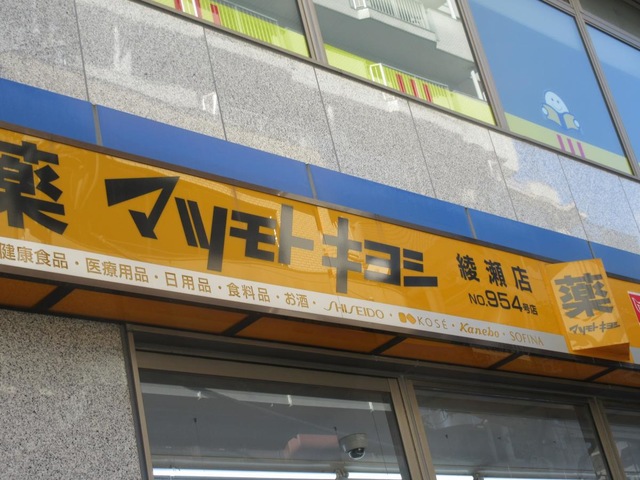 薬 マツモトキヨシ 綾瀬店
NO.954号店
健康食品・医療用品・日用品・食料品・お酒・SHISEIDO・KOSÉ・Kanebo・SOFINA
薬
マツモトキヨシ